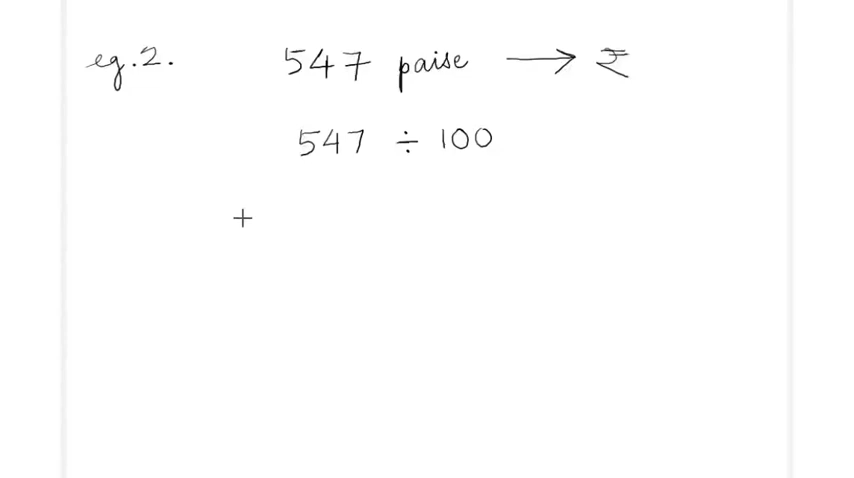 eg. 2. 547 paise ⟶ ₹
547 ÷ 100